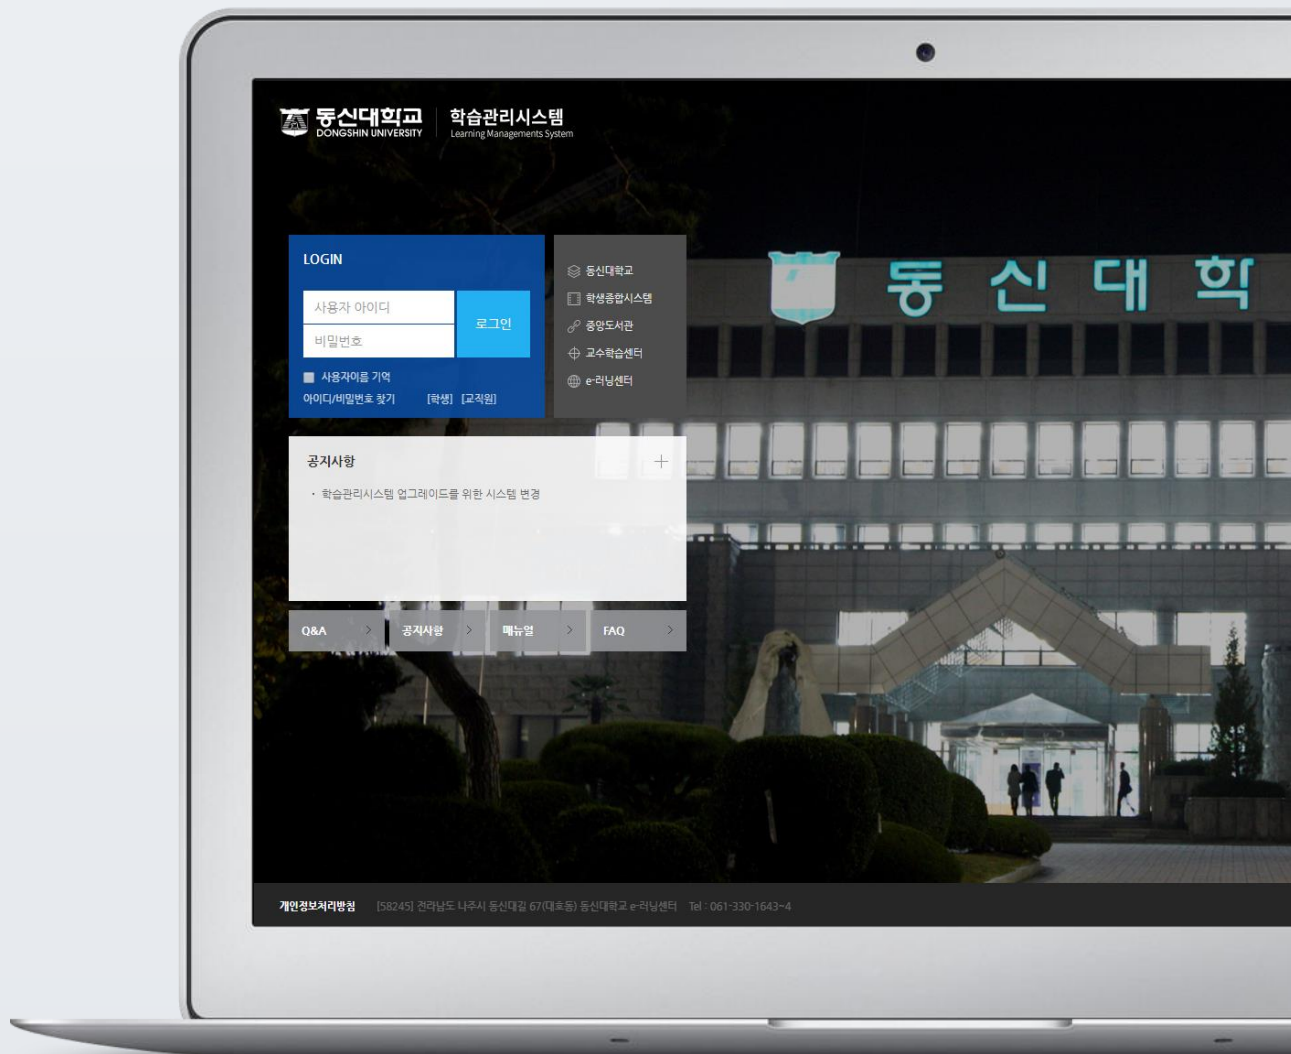 동신대학교
DONGSHIN UNIVERSITY
학습관리시스템
Learning Managements System
LOGIN
사용자 아이디
비밀번호
로그인
사용자이름 기억
아이디/비밀번호 찾기 [학생] [교직원]
동신대학교
학생종합시스템
중앙도서관
교수학습센터
e-러닝센터
동신대학
공지사항
· 학습관리시스템 업그레이드를 위한 시스템 변경
Q&A
공지사항
매뉴얼
FAQ
개인정보처리방침 [58245] 전라남도 나주시 동신대길 67(대호동) 동신대학교 e-러닝센터 Tel : 061-330-1643~4